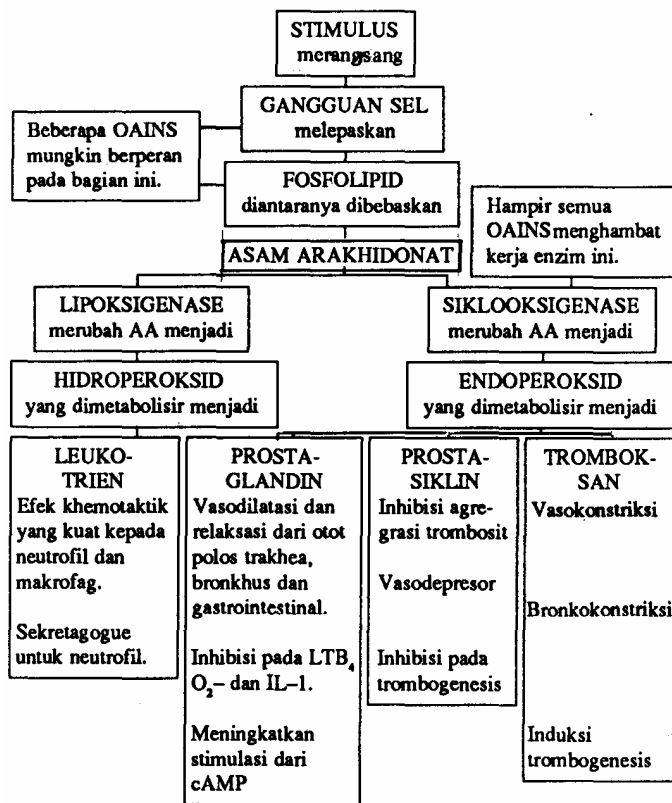 STIMULUS
merangsang
GANGGUAN SEL
melepaskan
Beberapa OAINS
mungkin berperan
pada bagian ini.
FOSFOLIPID
diantaranya dibebaskan
Hampir semua
OAINS menghambat
kerja enzim ini.
ASAM ARAKHIDONAT
LIPOKSIGENASE
merubah AA menjadi
SIKLOOKSIGENASE
merubah AA menjadi
HIDROPEROKSID
yang dimetabolisir menjadi
ENDOPEROKSID
yang dimetabolisir menjadi
LEUKO-
TRIEN
Efek khemotaktik
yang kuat kepada
neutrofil dan
makrofag.
Sekretagogue
untuk neutrofil.
PROSTA-
GLANDIN
Vasodilatasi dan
relaksasi dari otot
polos trakhea,
bronkhus dan
gastrointestinal.
Inhibisi pada LTB₄
O₂– dan IL–1.
Meningkatkan
stimulasi dari
cAMP
PROSTA-
SIKLIN
Inhibisi agre-
grasi trombosit
Vasodepresor
Inhibisi pada
trombogenesis
TROMBOK-
SAN
Vasokonstriksi
Bronkokonstriksi
Induksi
trombogenesis